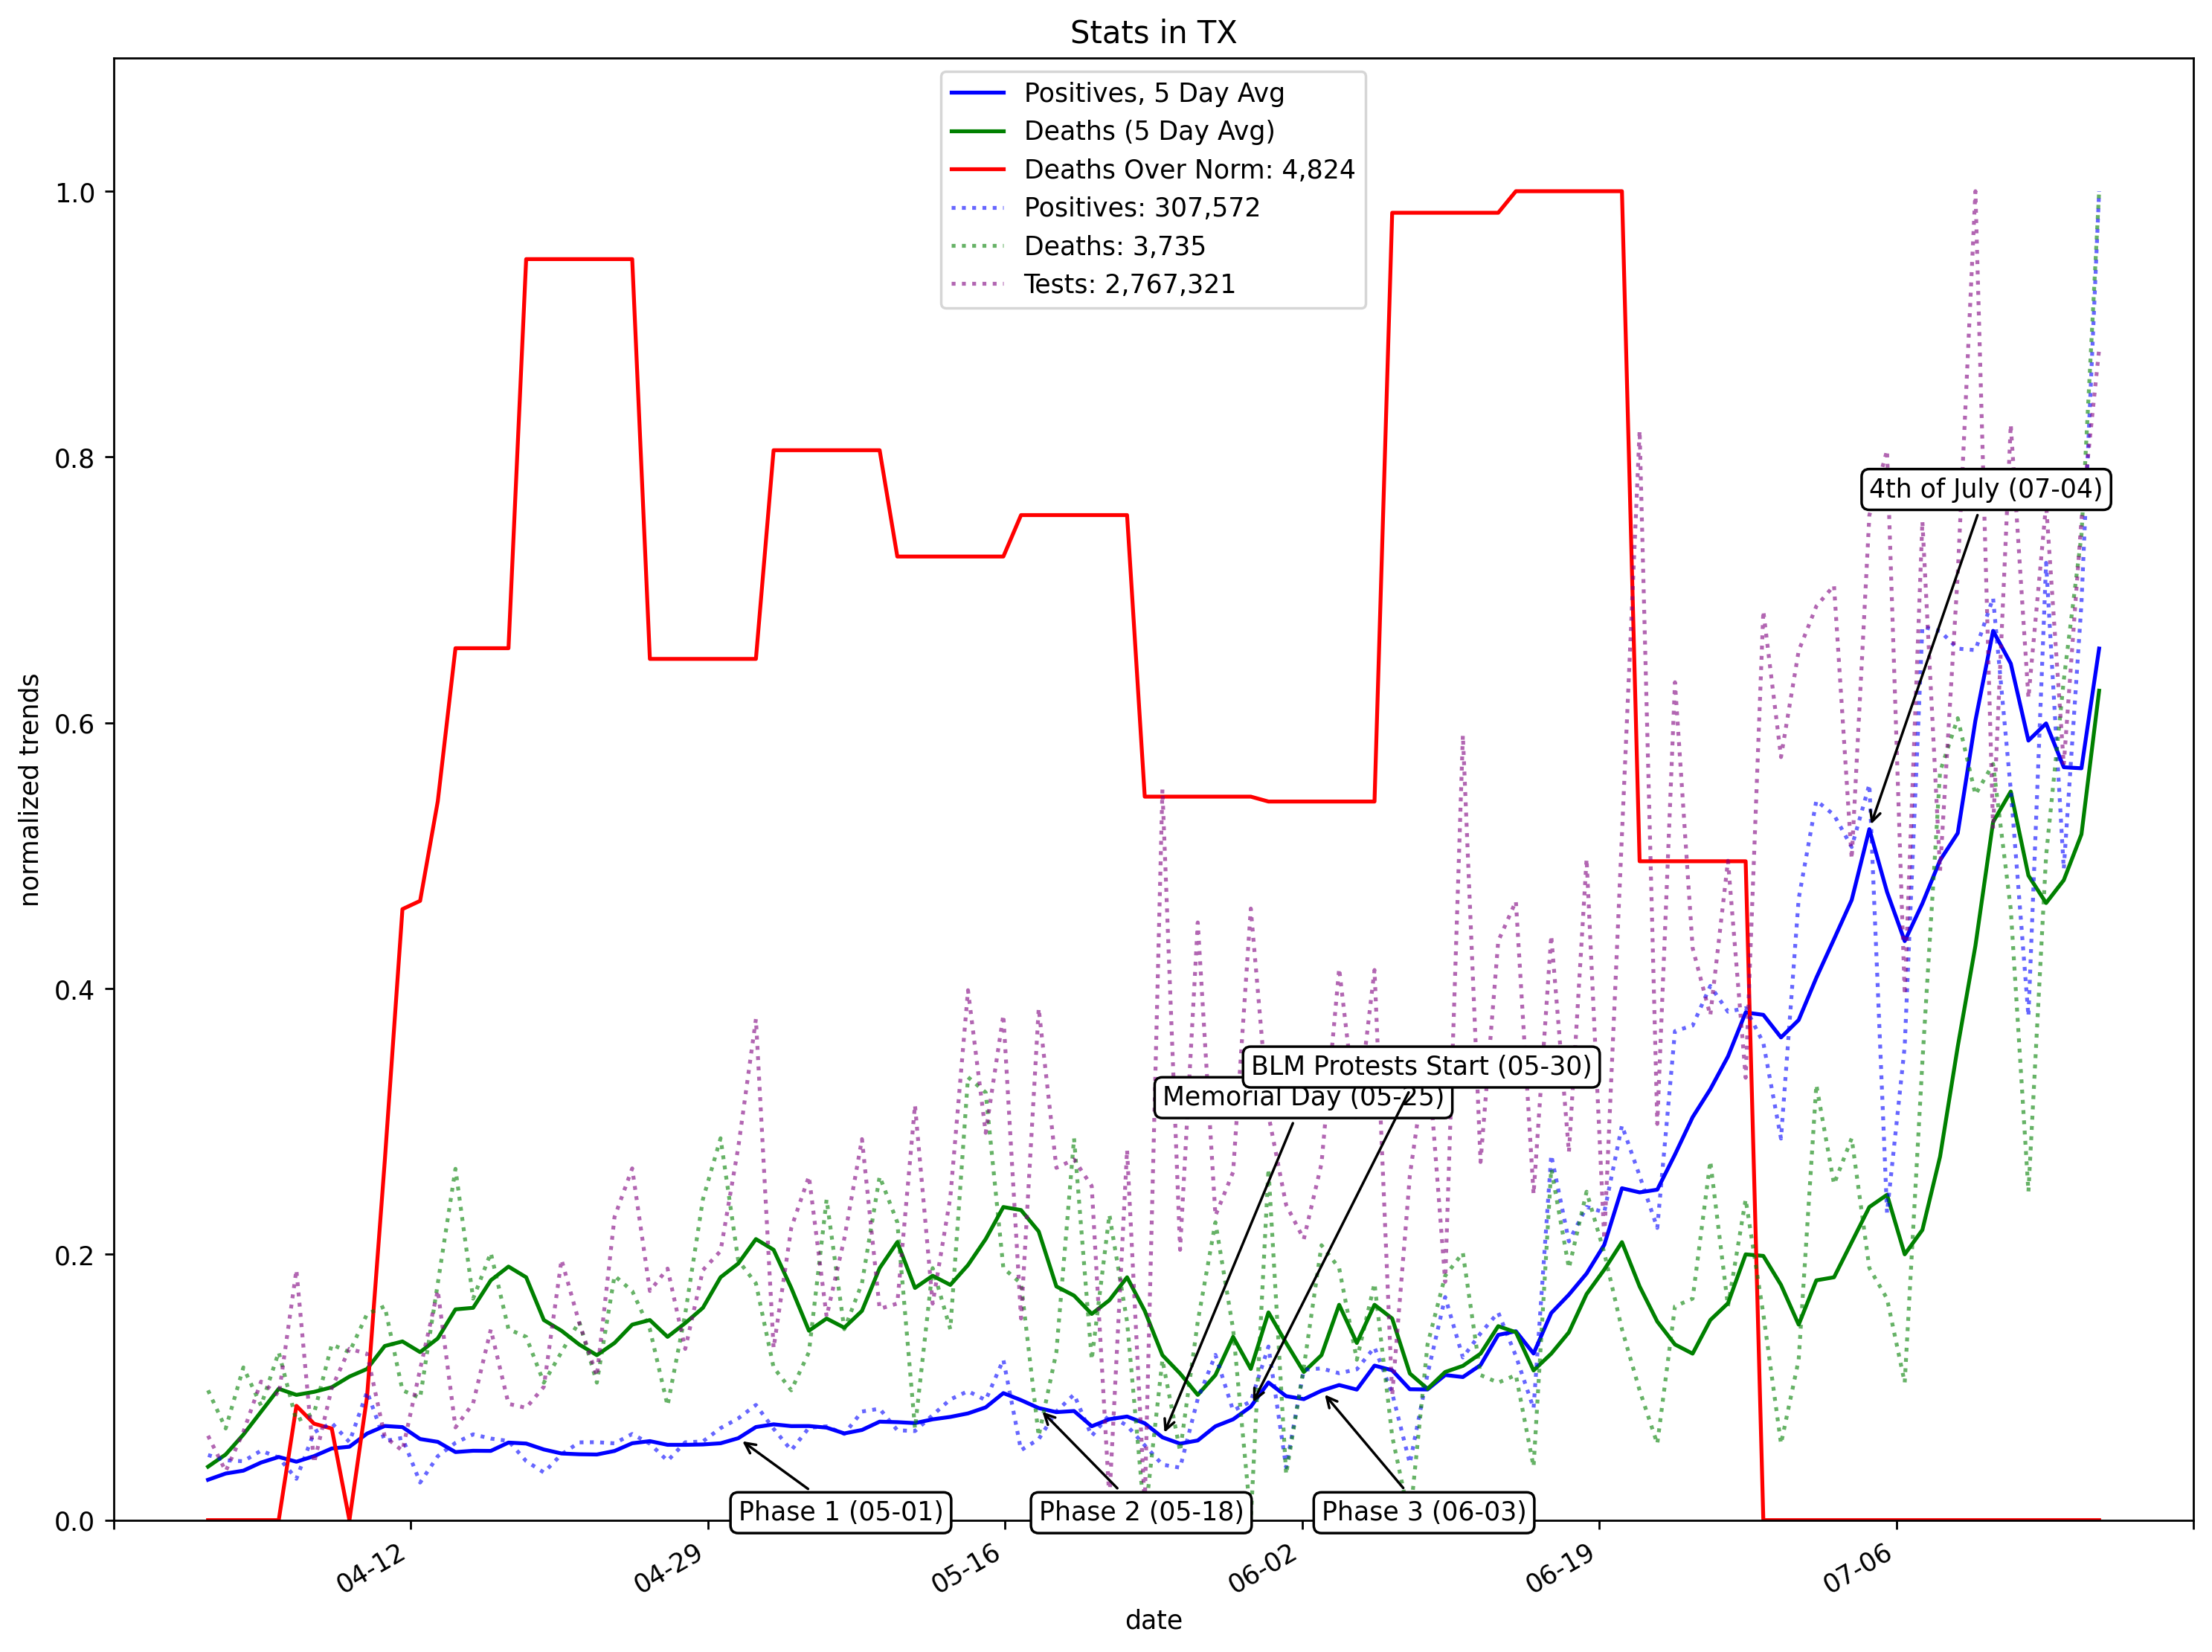 Stats in TX
Positives, 5 Day Avg
Deaths (5 Day Avg)
Deaths Over Norm: 4,824
Positives: 307,572
Deaths: 3,735
Tests: 2,767,321
normalized trends
1.0
0.8
0.6
0.4
0.2
0.0
4th of July (07-04)
BLM Protests Start (05-30)
Memorial Day (05-25)
Phase 1 (05-01)
Phase 2 (05-18)
Phase 3 (06-03)
04-12
04-29
05-16
06-02
06-19
07-06
date